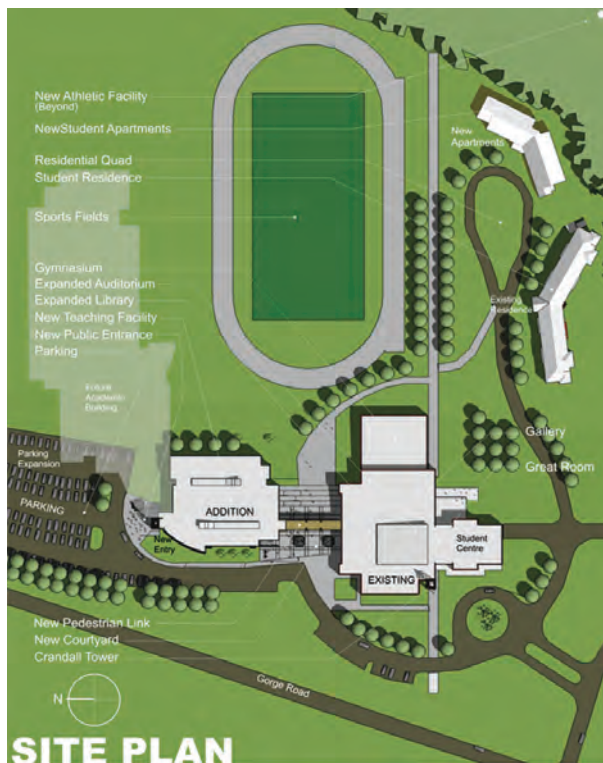 New Athletic Facility
(Beyond)
NewStudent Apartments
New
Apartments
Residential Quad
Student Residence
Sports Fields
Gymnasium
Expanded Auditorium
Expanded Library
New Teaching Facility
New Public Entrance
Parking
Existing
Residence
Future
Academic
Building
Gallery
Great Room
Parking
Expansion
PARKING
ADDITION
New
Entry
Student
Centre
EXISTING
New Pedestrian Link
New Courtyard
Crandall Tower
Gorge Road
N
SITE PLAN